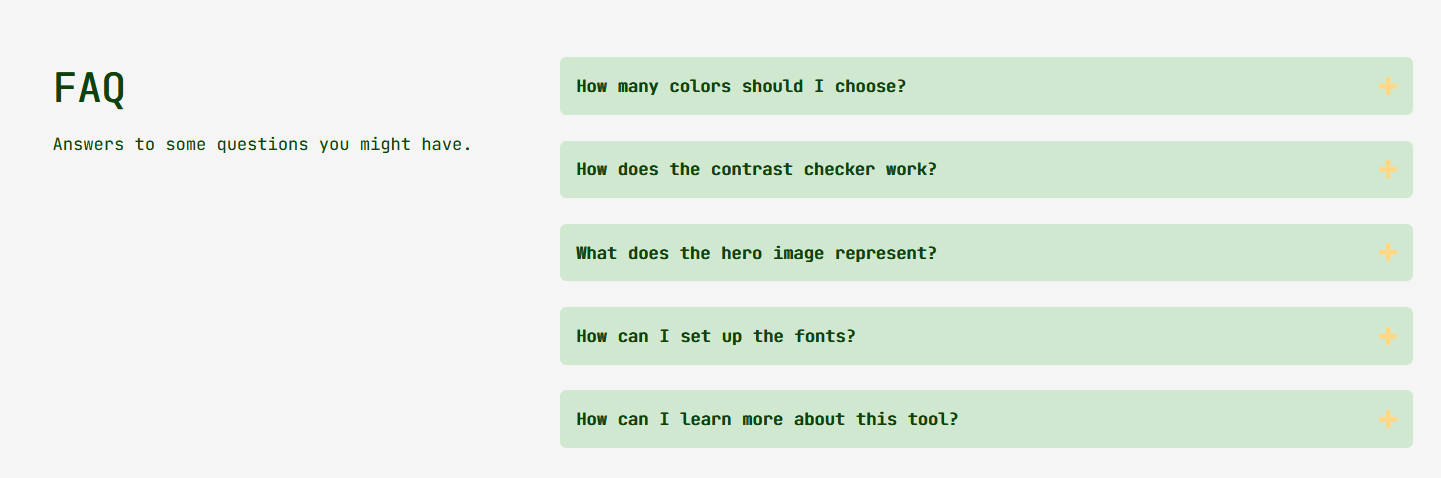 FAQ
Answers to some questions you might have.
How many colors should I choose?
How does the contrast checker work?
What does the hero image represent?
How can I set up the fonts?
How can I learn more about this tool?